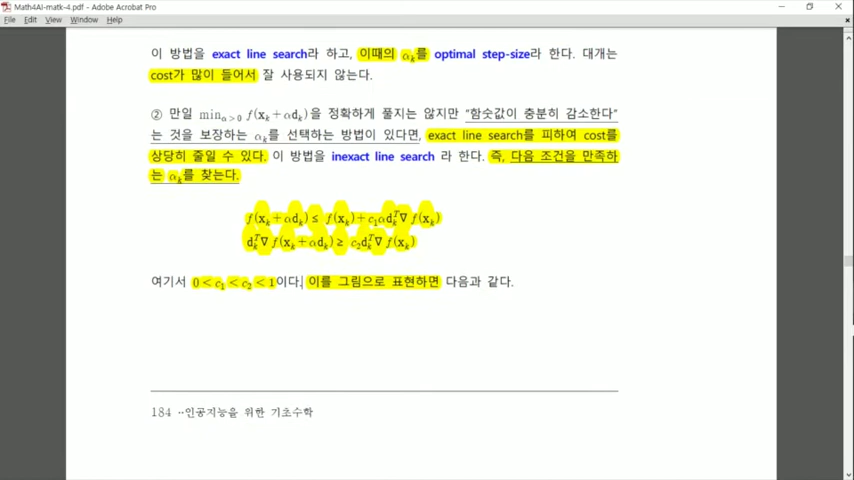 Math4AI-matk-4.pdf - Adobe Acrobat Pro
File Edit View Window Help
이 방법을 exact line search라 하고, 이때의 αₖ를 optimal step-size라 한다. 대개는
cost가 많이 들어서 잘 사용되지 않는다.
② 만일 min_{α>0} f(xₖ+αdₖ)을 정확하게 풀지는 않지만 “함숫값이 충분히 감소한다”
는 것을 보장하는 αₖ를 선택하는 방법이 있다면, exact line search를 피하여 cost를
상당히 줄일 수 있다. 이 방법을 inexact line search 라 한다. 즉, 다음 조건을 만족하
는 αₖ를 찾는다.
f(xₖ+αdₖ) ≤ f(xₖ)+c₁αdₖᵀ∇f(xₖ)
dₖᵀ∇f(xₖ+αdₖ) ≥ c₂dₖᵀ∇f(xₖ)
여기서 0 < c₁ < c₂ < 1이다. 이를 그림으로 표현하면 다음과 같다.
184 ··인공지능을 위한 기초수학